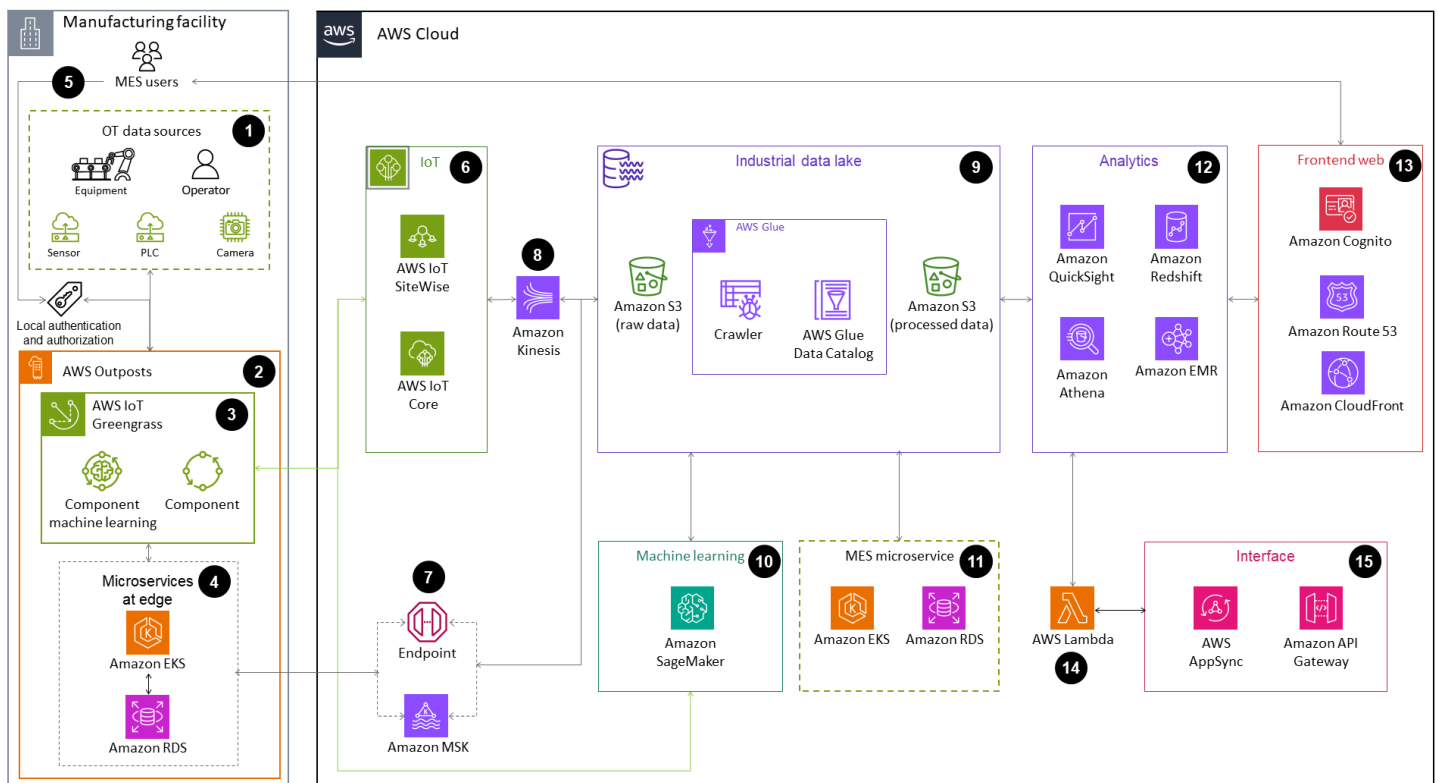 Manufacturing facility
MES users
5
OT data sources
1
Equipment
Operator
Sensor
PLC
Camera
Local authentication
and authorization
AWS Outposts
2
AWS IoT
Greengrass
3
Component
machine learning
Component
Microservices
at edge
4
Amazon EKS
Amazon RDS
aws
AWS Cloud
IoT
6
AWS IoT
SiteWise
AWS IoT
Core
8
Amazon
Kinesis
7
Endpoint
Amazon MSK
Industrial data lake
9
Amazon S3
(raw data)
AWS Glue
Crawler
AWS Glue
Data Catalog
Amazon S3
(processed data)
Machine learning
10
Amazon
SageMaker
MES microservice
11
Amazon EKS
Amazon RDS
Analytics
12
Amazon
QuickSight
Amazon
Redshift
Amazon
Athena
Amazon EMR
Frontend web
13
Amazon Cognito
53
Amazon Route 53
Amazon CloudFront
AWS Lambda
14
Interface
15
AWS
AppSync
Amazon API
Gateway